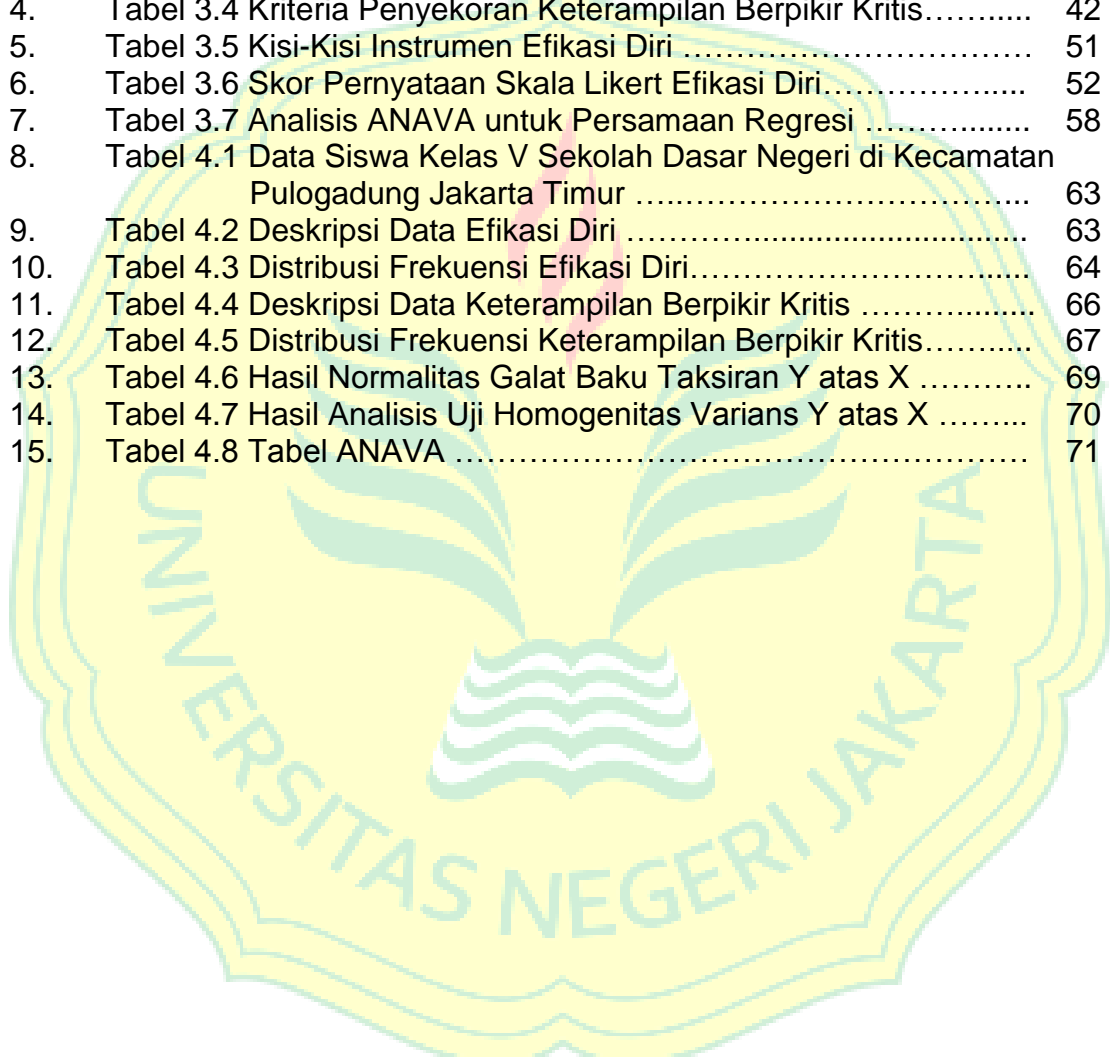 4. Tabel 3.4 Kriteria Penyekoran Keterampilan Berpikir Kritis……..... 42
5. Tabel 3.5 Kisi-Kisi Instrumen Efikasi Diri ………………………… 51
6. Tabel 3.6 Skor Pernyataan Skala Likert Efikasi Diri……………..... 52
7. Tabel 3.7 Analisis ANAVA untuk Persamaan Regresi ………........ 58
8. Tabel 4.1 Data Siswa Kelas V Sekolah Dasar Negeri di Kecamatan
Pulogadung Jakarta Timur …..………………………….... 63
9. Tabel 4.2 Deskripsi Data Efikasi Diri …………............................... 63
10. Tabel 4.3 Distribusi Frekuensi Efikasi Diri………………………...... 64
11. Tabel 4.4 Deskripsi Data Keterampilan Berpikir Kritis ………......... 66
12. Tabel 4.5 Distribusi Frekuensi Keterampilan Berpikir Kritis……..... 67
13. Tabel 4.6 Hasil Normalitas Galat Baku Taksiran Y atas X ……….. 69
14. Tabel 4.7 Hasil Analisis Uji Homogenitas Varians Y atas X ……... 70
15. Tabel 4.8 Tabel ANAVA ……………………………………………… 71
UNIVERSITAS NEGERI JAKARTA